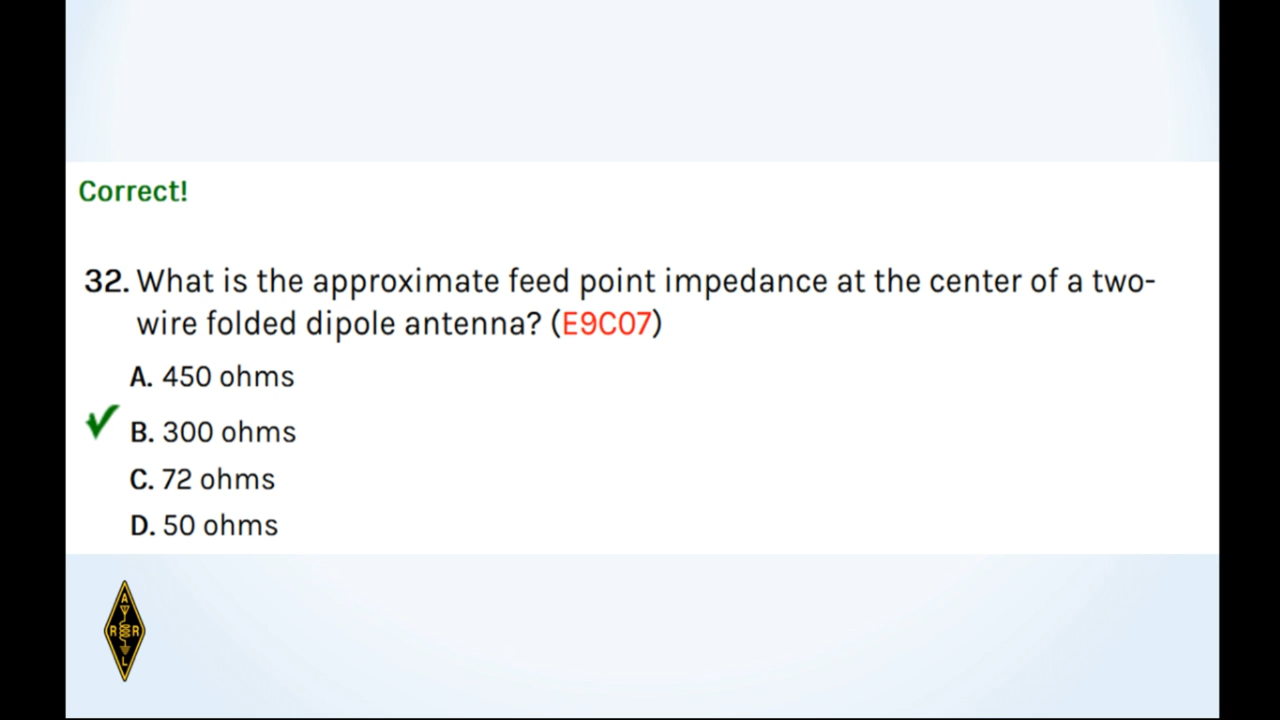 Correct!
32. What is the approximate feed point impedance at the center of a two-
wire folded dipole antenna? (E9C07)
A. 450 ohms
B. 300 ohms
C. 72 ohms
D. 50 ohms
A
R R
L